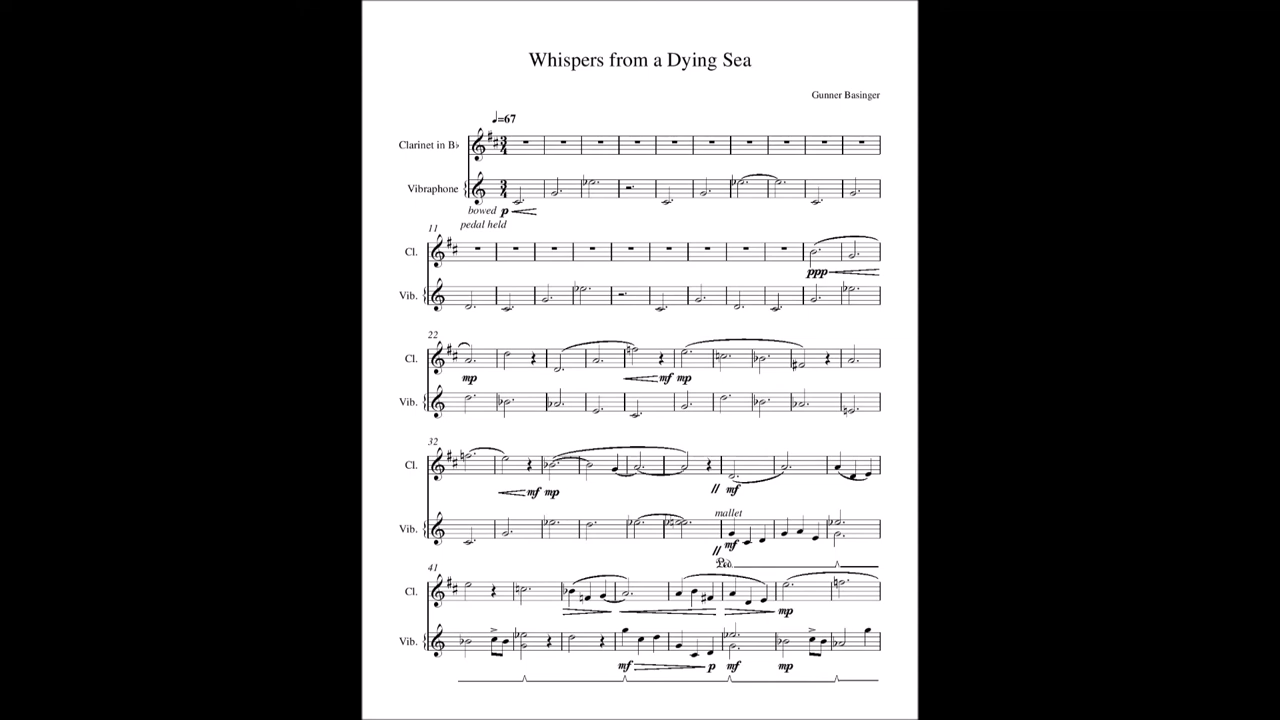 Whispers from a Dying Sea
Gunner Basinger
♩=67
Clarinet in B♭
Vibraphone
bowed p
pedal held
11
Cl.
ppp
Vib.
22
Cl.
mp mf mp
Vib.
32
Cl.
mf mp // mf
mallet
Vib.
// mf
Ped.
41
Cl.
mp
Vib.
mf p mf mp